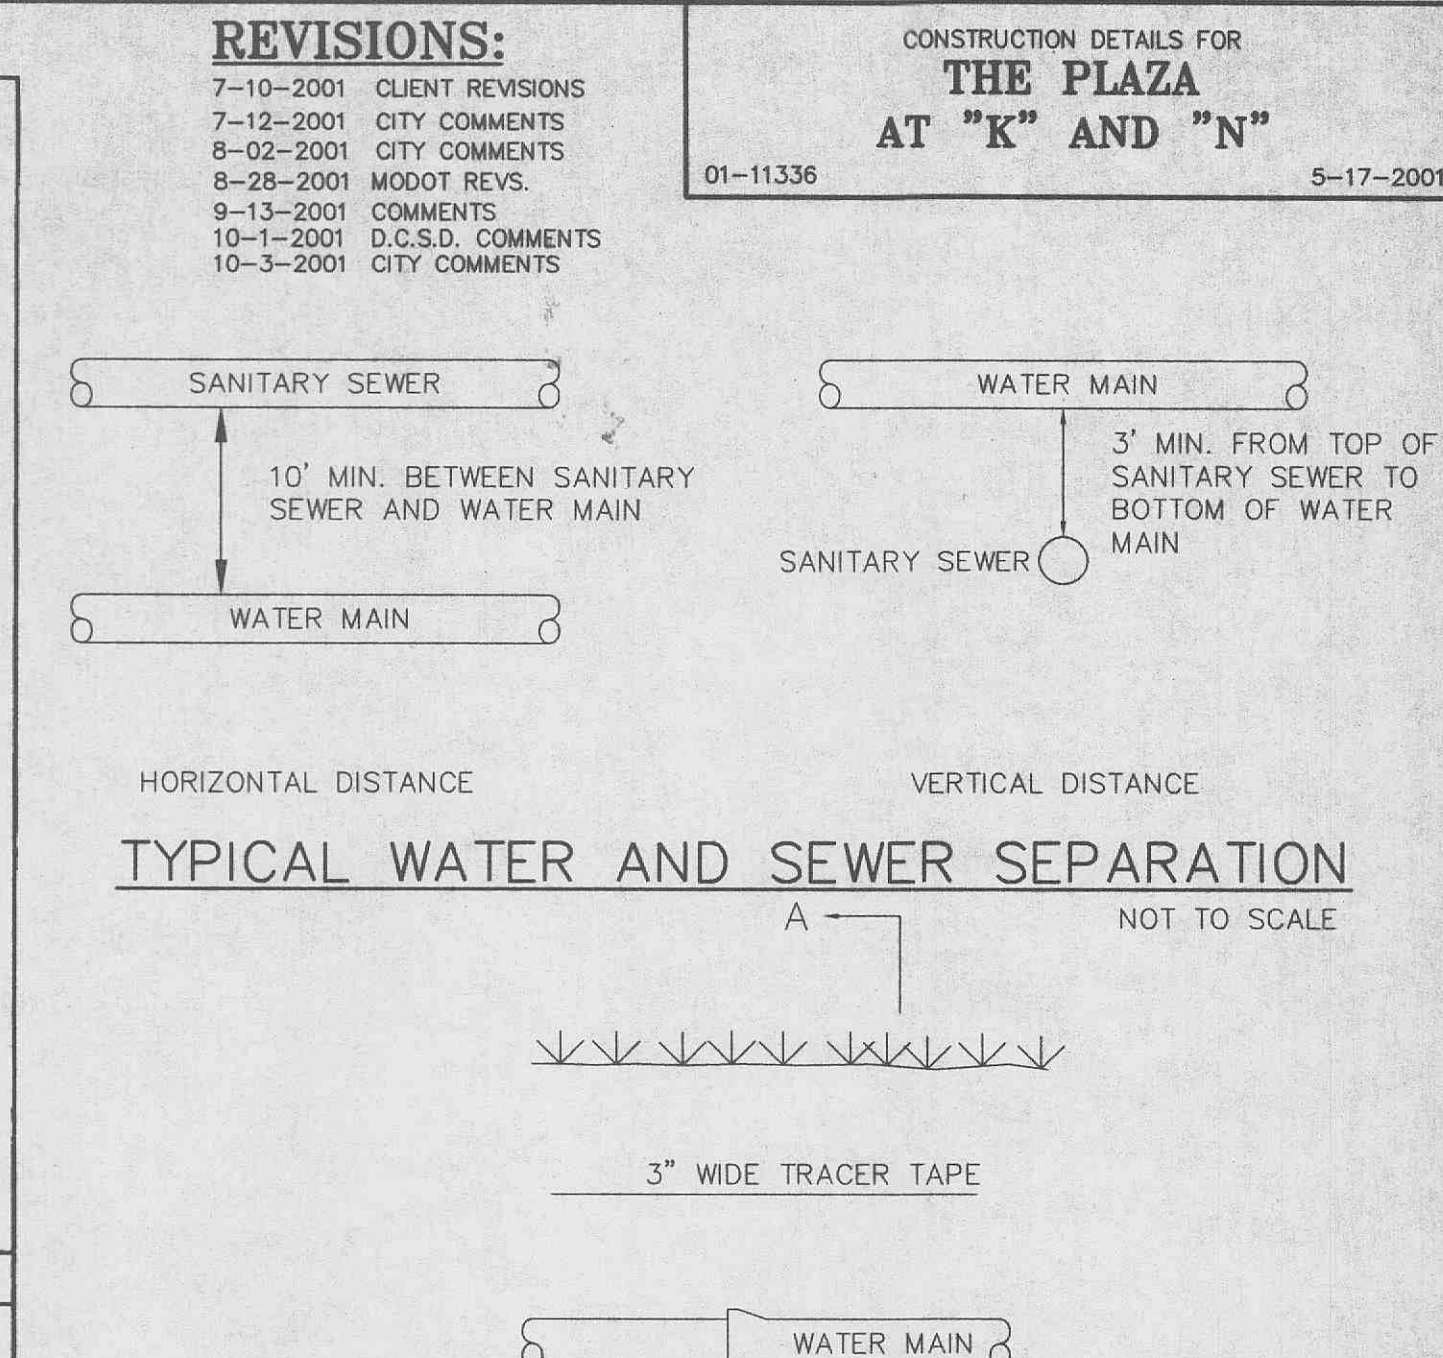 REVISIONS:
7-10-2001 CLIENT REVISIONS
7-12-2001 CITY COMMENTS
8-02-2001 CITY COMMENTS
8-28-2001 MODOT REVS.
9-13-2001 COMMENTS
10-1-2001 D.C.S.D. COMMENTS
10-3-2001 CITY COMMENTS
CONSTRUCTION DETAILS FOR
THE PLAZA
AT "K" AND "N"
01-11336
5-17-2001
SANITARY SEWER
10' MIN. BETWEEN SANITARY
SEWER AND WATER MAIN
WATER MAIN
HORIZONTAL DISTANCE
WATER MAIN
3' MIN. FROM TOP OF
SANITARY SEWER TO
BOTTOM OF WATER
MAIN
SANITARY SEWER
VERTICAL DISTANCE
TYPICAL WATER AND SEWER SEPARATION
NOT TO SCALE
A
3" WIDE TRACER TAPE
WATER MAIN